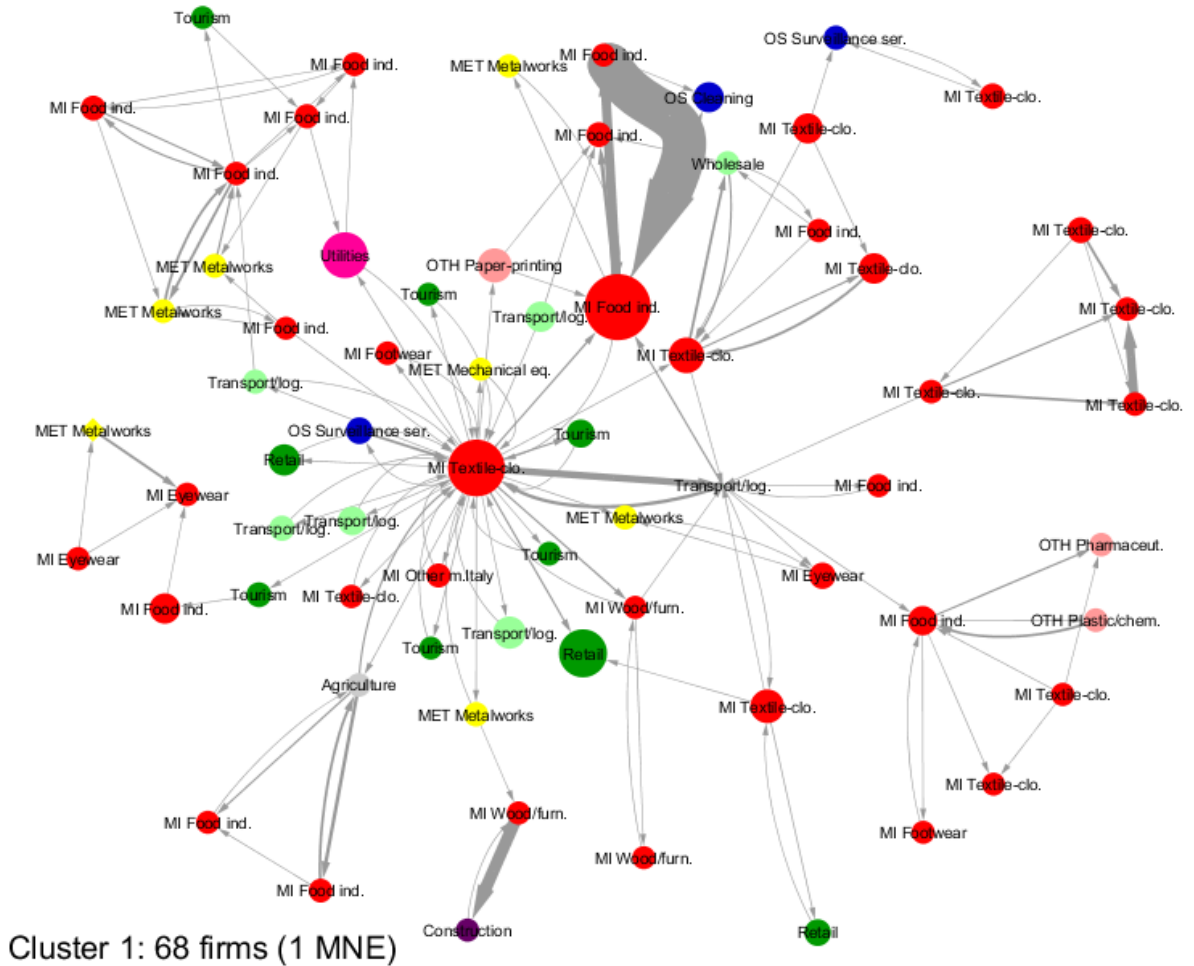 Tourism
MI Food ind.
OS Surveillance ser.
MI Food ind.
MET Metalworks
MI Textile-clo.
MI Food ind.
OS Cleaning
MI Food ind.
MI Textile-clo.
MI Food ind.
Wholesale
MI Food ind.
MI Textile-clo.
MI Food ind.
Utilities
MET Metalworks
OTH Paper-printing
MI Textile-clo.
Tourism
MI Food ind.
MET Metalworks
Transport/log.
MI Textile-clo.
MI Food ind.
MI Footwear
MI Textile-clo.
MET Mechanical eq.
Transport/log.
MI Textile-clo.
MI Textile-clo.
MET Metalworks
OS Surveillance ser.
Tourism
Retail
MI Textile-clo.
Transport/log.
MI Food ind.
MI Eyewear
Transport/log.
Transport/log.
MET Metalworks
OTH Pharmaceut.
MI Eyewear
Tourism
MI Other m.Italy
MI Eyewear
MI Food ind.
Tourism
MI Textile-clo.
MI Wood/furn.
MI Food ind.
OTH Plastic/chem.
Transport/log.
Tourism
Retail
Agriculture
MI Textile-clo.
MET Metalworks
MI Textile-clo.
MI Textile-clo.
MI Food ind.
MI Wood/furn.
MI Footwear
MI Wood/furn.
MI Food ind.
Construction
Retail
Cluster 1: 68 firms (1 MNE)